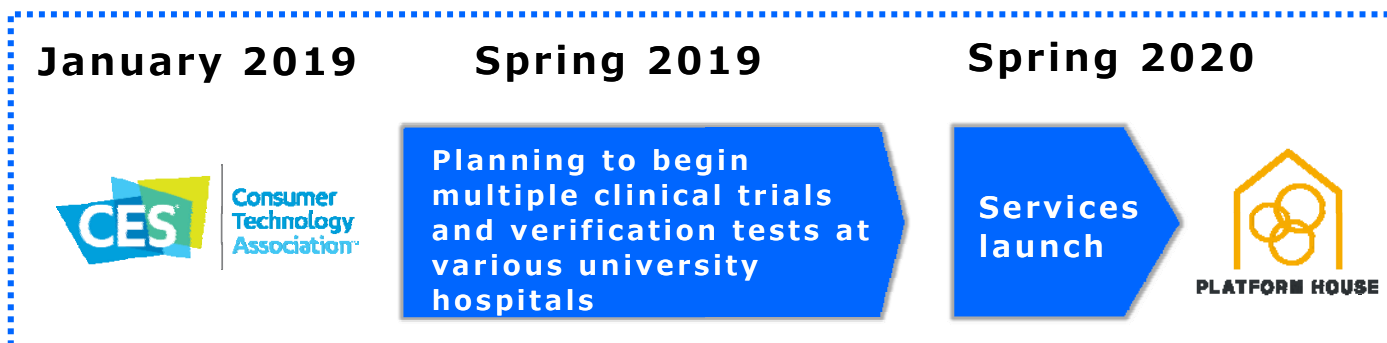 January 2019
Spring 2019
Spring 2020
CES
Consumer
Technology
Association™
Planning to begin
multiple clinical trials
and verification tests at
various university
hospitals
Services
launch
PLATFORM HOUSE